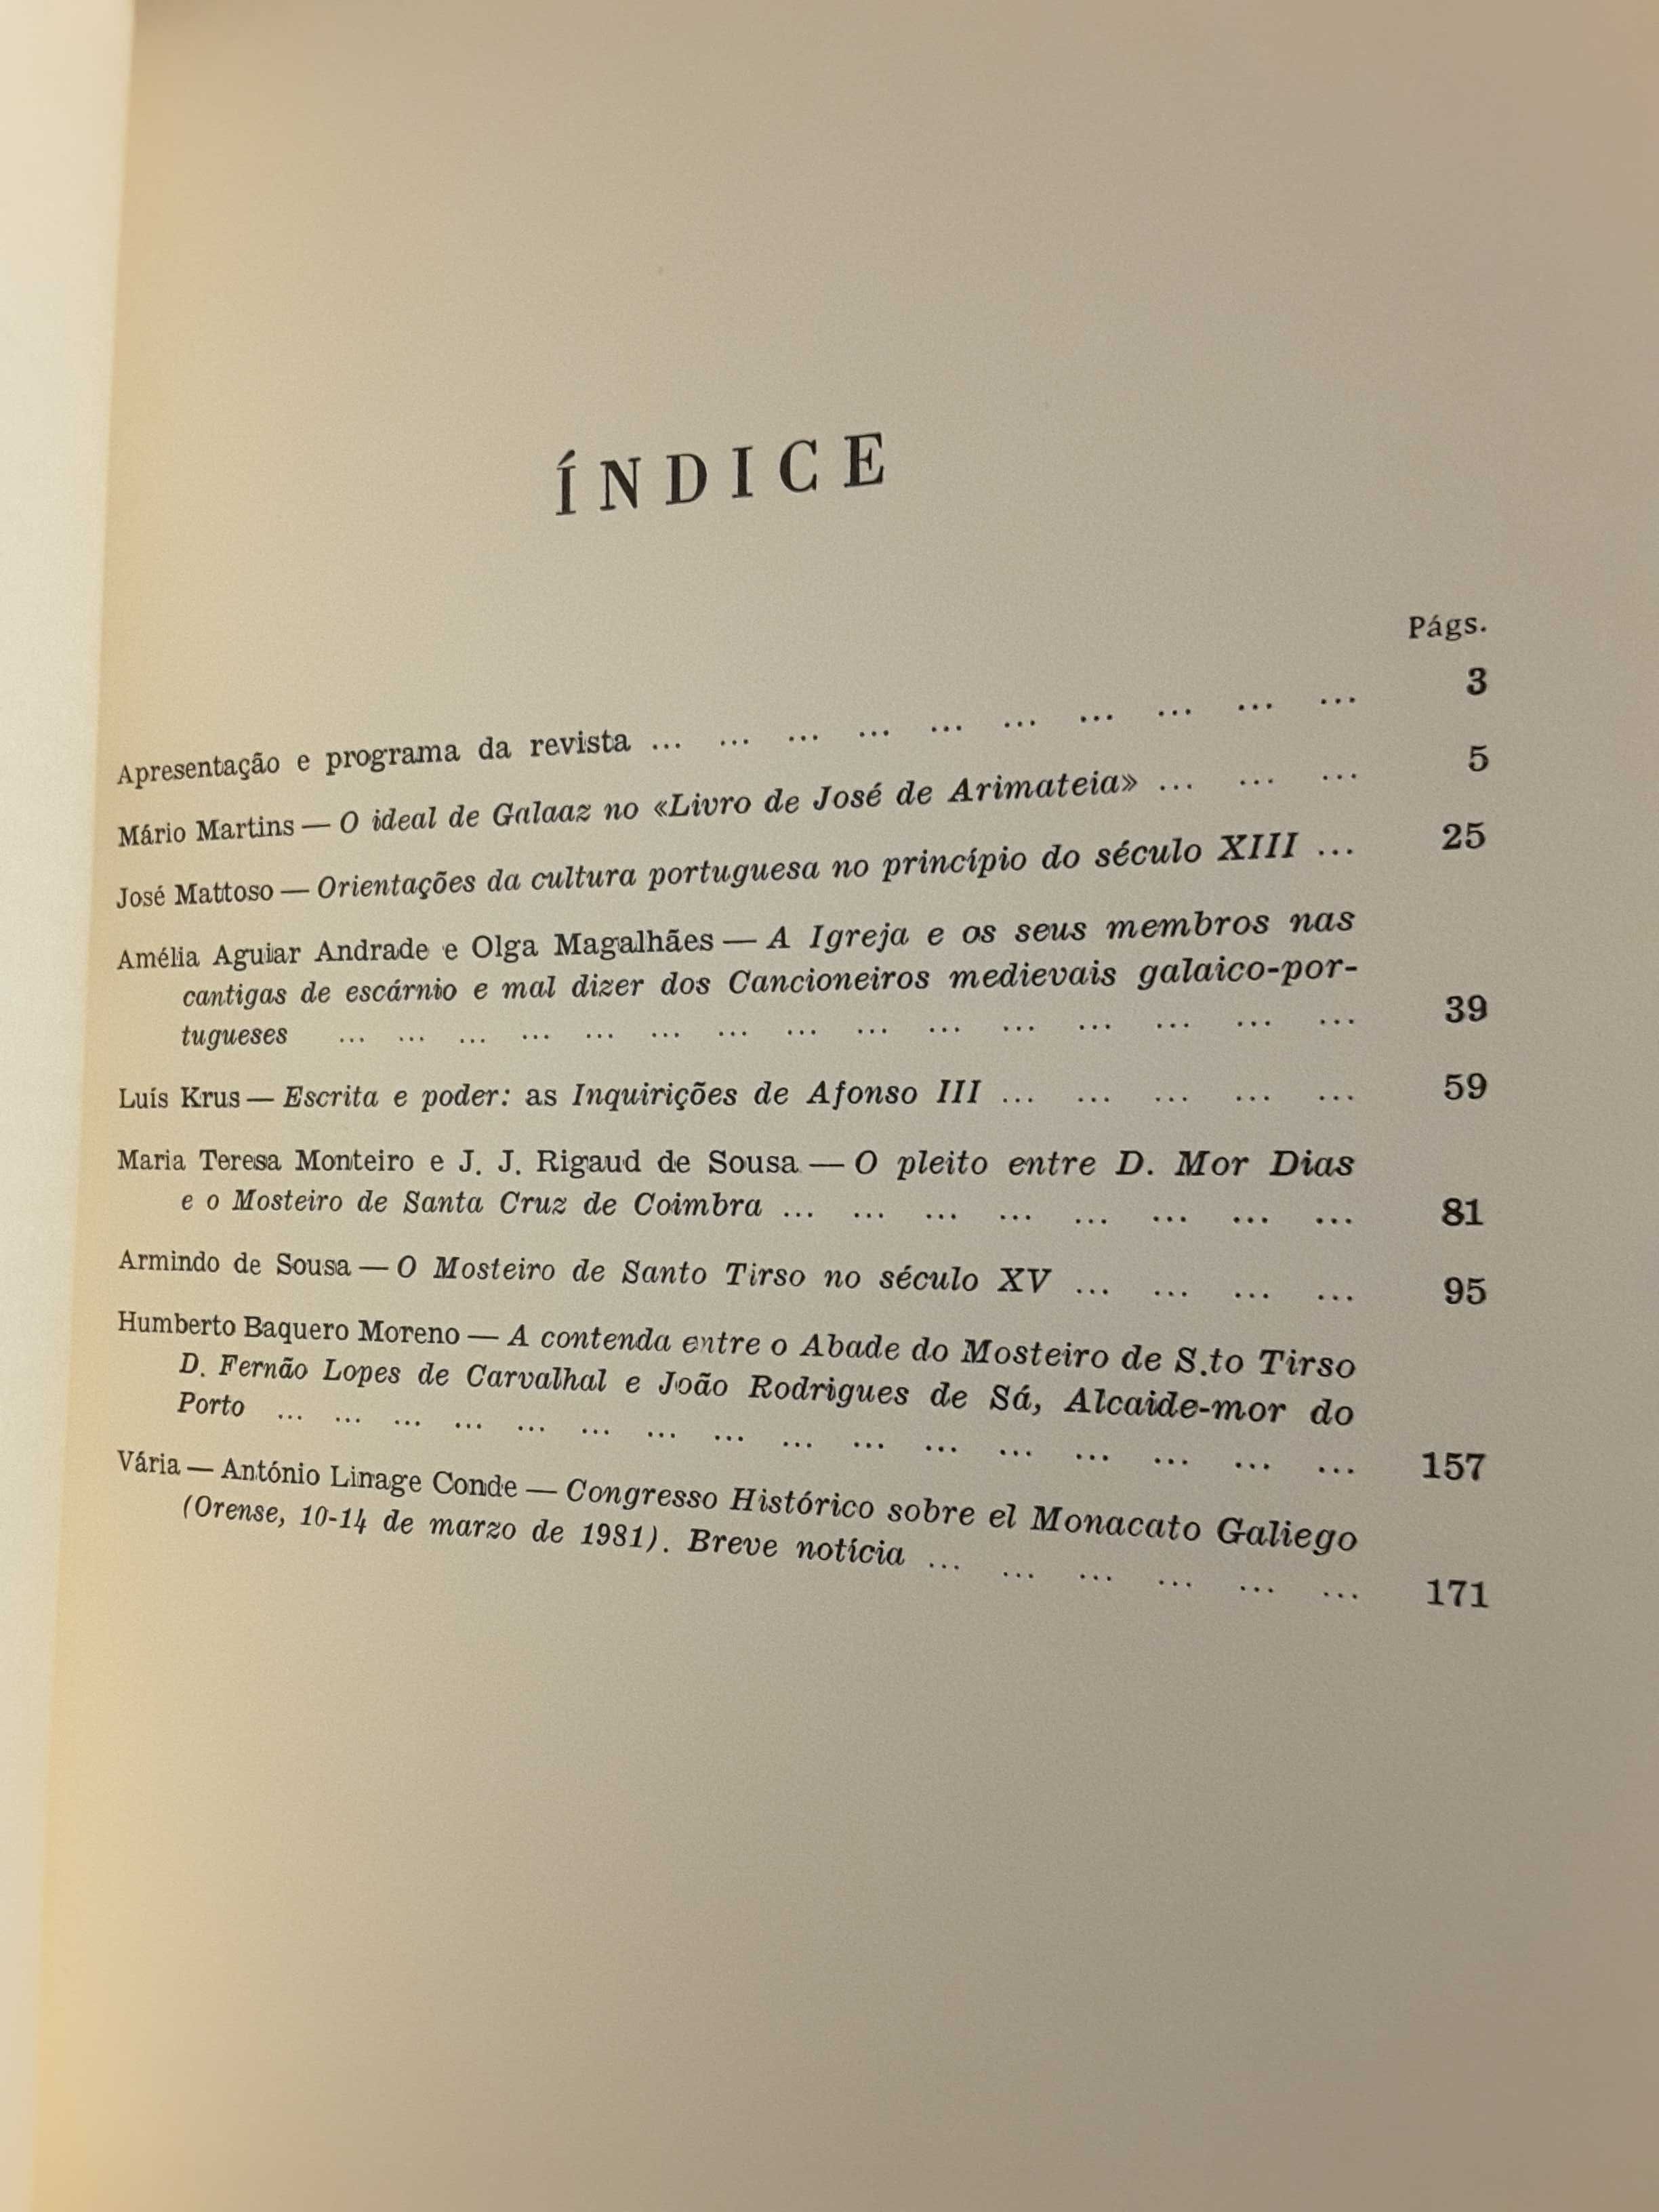 ÍNDICE
Págs.
Apresentação e programa da revista ... ... ... ... ... ... ... ... ... ... 3
Mário Martins — O ideal de Galaaz no «Livro de José de Arimateia» ... ... ... 5
José Mattoso — Orientações da cultura portuguesa no princípio do século XIII ... 25
Amélia Aguiar Andrade e Olga Magalhães — A Igreja e os seus membros nas
cantigas de escárnio e mal dizer dos Cancioneiros medievais galaico-por-
tugueses ... ... ... ... ... ... ... ... ... ... ... ... ... ... ... 39
Luís Krus — Escrita e poder: as Inquirições de Afonso III ... ... ... ... ... 59
Maria Teresa Monteiro e J. J. Rigaud de Sousa — O pleito entre D. Mor Dias
e o Mosteiro de Santa Cruz de Coimbra ... ... ... ... ... ... ... ... 81
Armindo de Sousa — O Mosteiro de Santo Tirso no século XV ... ... ... ... 95
Humberto Baquero Moreno — A contenda entre o Abade do Mosteiro de S.to Tirso
D. Fernão Lopes de Carvalhal e João Rodrigues de Sá, Alcaide-mor do
Porto ... ... ... ... ... ... ... ... ... ... ... ... ... ... ... ... 157
Vária — António Linage Conde — Congresso Histórico sobre el Monacato Galiego
(Orense, 10-14 de marzo de 1981). Breve notícia ... ... ... ... ... ... 171